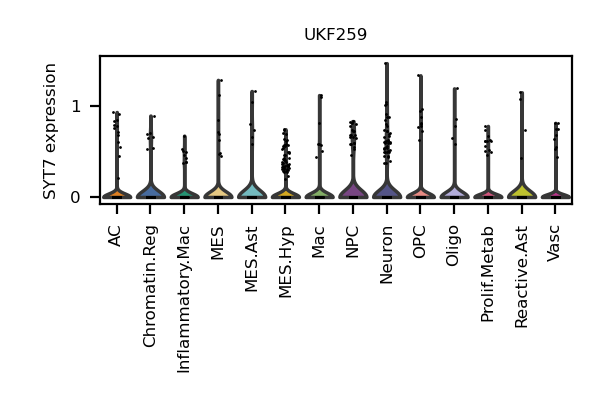 UKF259
SYT7 expression
1
0
AC
Chromatin.Reg
Inflammatory.Mac
MES
MES.Ast
MES.Hyp
Mac
NPC
Neuron
OPC
Oligo
Prolif.Metab
Reactive.Ast
Vasc